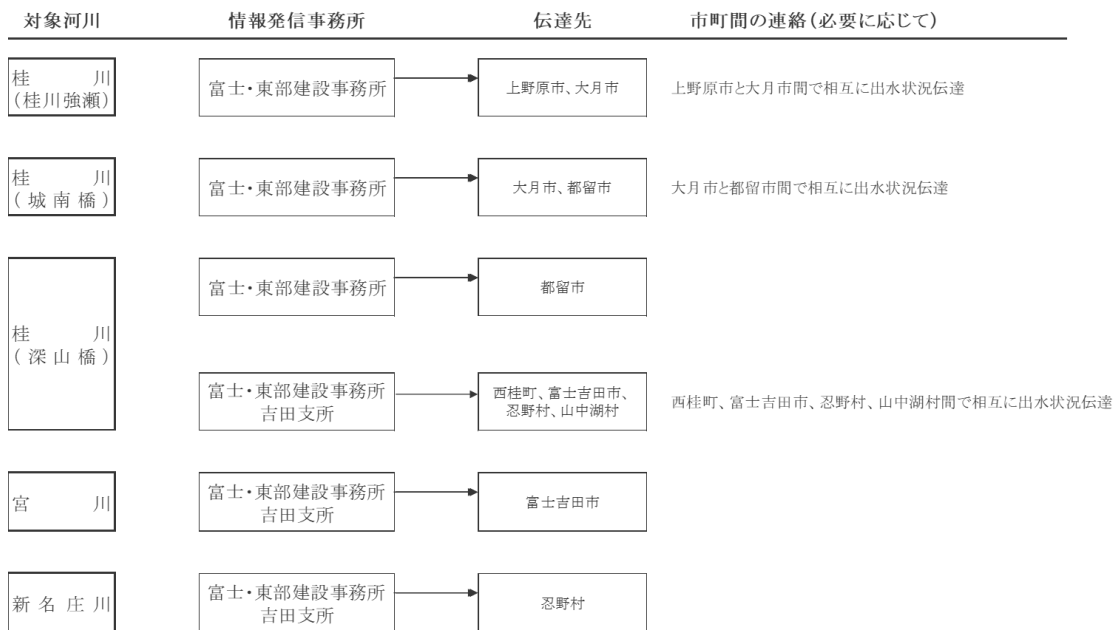 対象河川 情報発信事務所 伝達先 市町間の連絡(必要に応じて)
桂川
(桂川強瀬)
富士・東部建設事務所
上野原市、大月市
上野原市と大月市間で相互に出水状況伝達
桂川
(城南橋)
富士・東部建設事務所
大月市、都留市
大月市と都留市間で相互に出水状況伝達
桂川
(深山橋)
富士・東部建設事務所
都留市
富士・東部建設事務所
吉田支所
西桂町、富士吉田市、
忍野村、山中湖村
西桂町、富士吉田市、忍野村、山中湖村間で相互に出水状況伝達
宮川
富士・東部建設事務所
吉田支所
富士吉田市
新名庄川
富士・東部建設事務所
吉田支所
忍野村